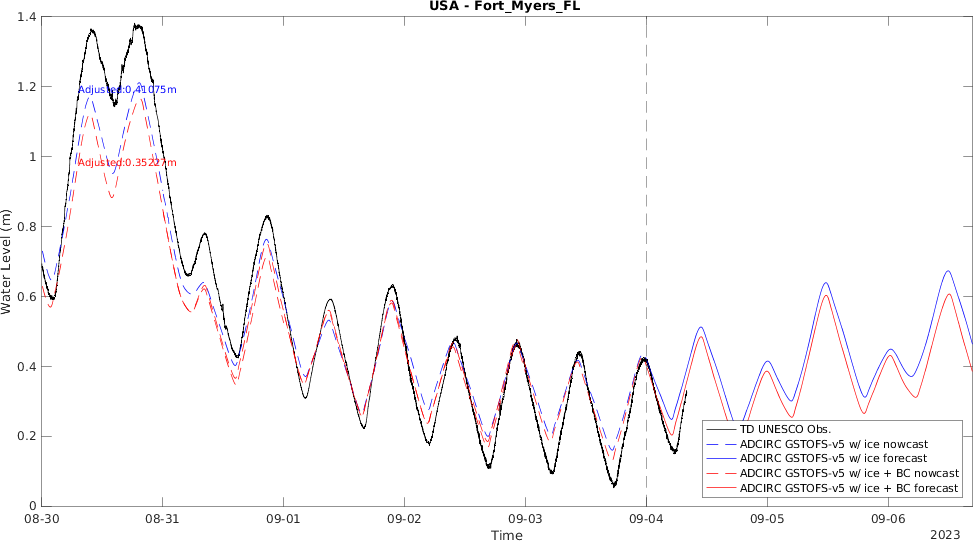 USA - Fort_Myers_FL
1.4
1.2
1
0.8
0.6
0.4
0.2
0
Water Level (m)
Adjusted:0.41075m
Adjusted:0.35227m
TD UNESCO Obs.
ADCIRC GSTOFS-v5 w/ ice nowcast
ADCIRC GSTOFS-v5 w/ ice forecast
ADCIRC GSTOFS-v5 w/ ice + BC nowcast
ADCIRC GSTOFS-v5 w/ ice + BC forecast
08-30 08-31 09-01 09-02 09-03 09-04 09-05 09-06
Time
2023